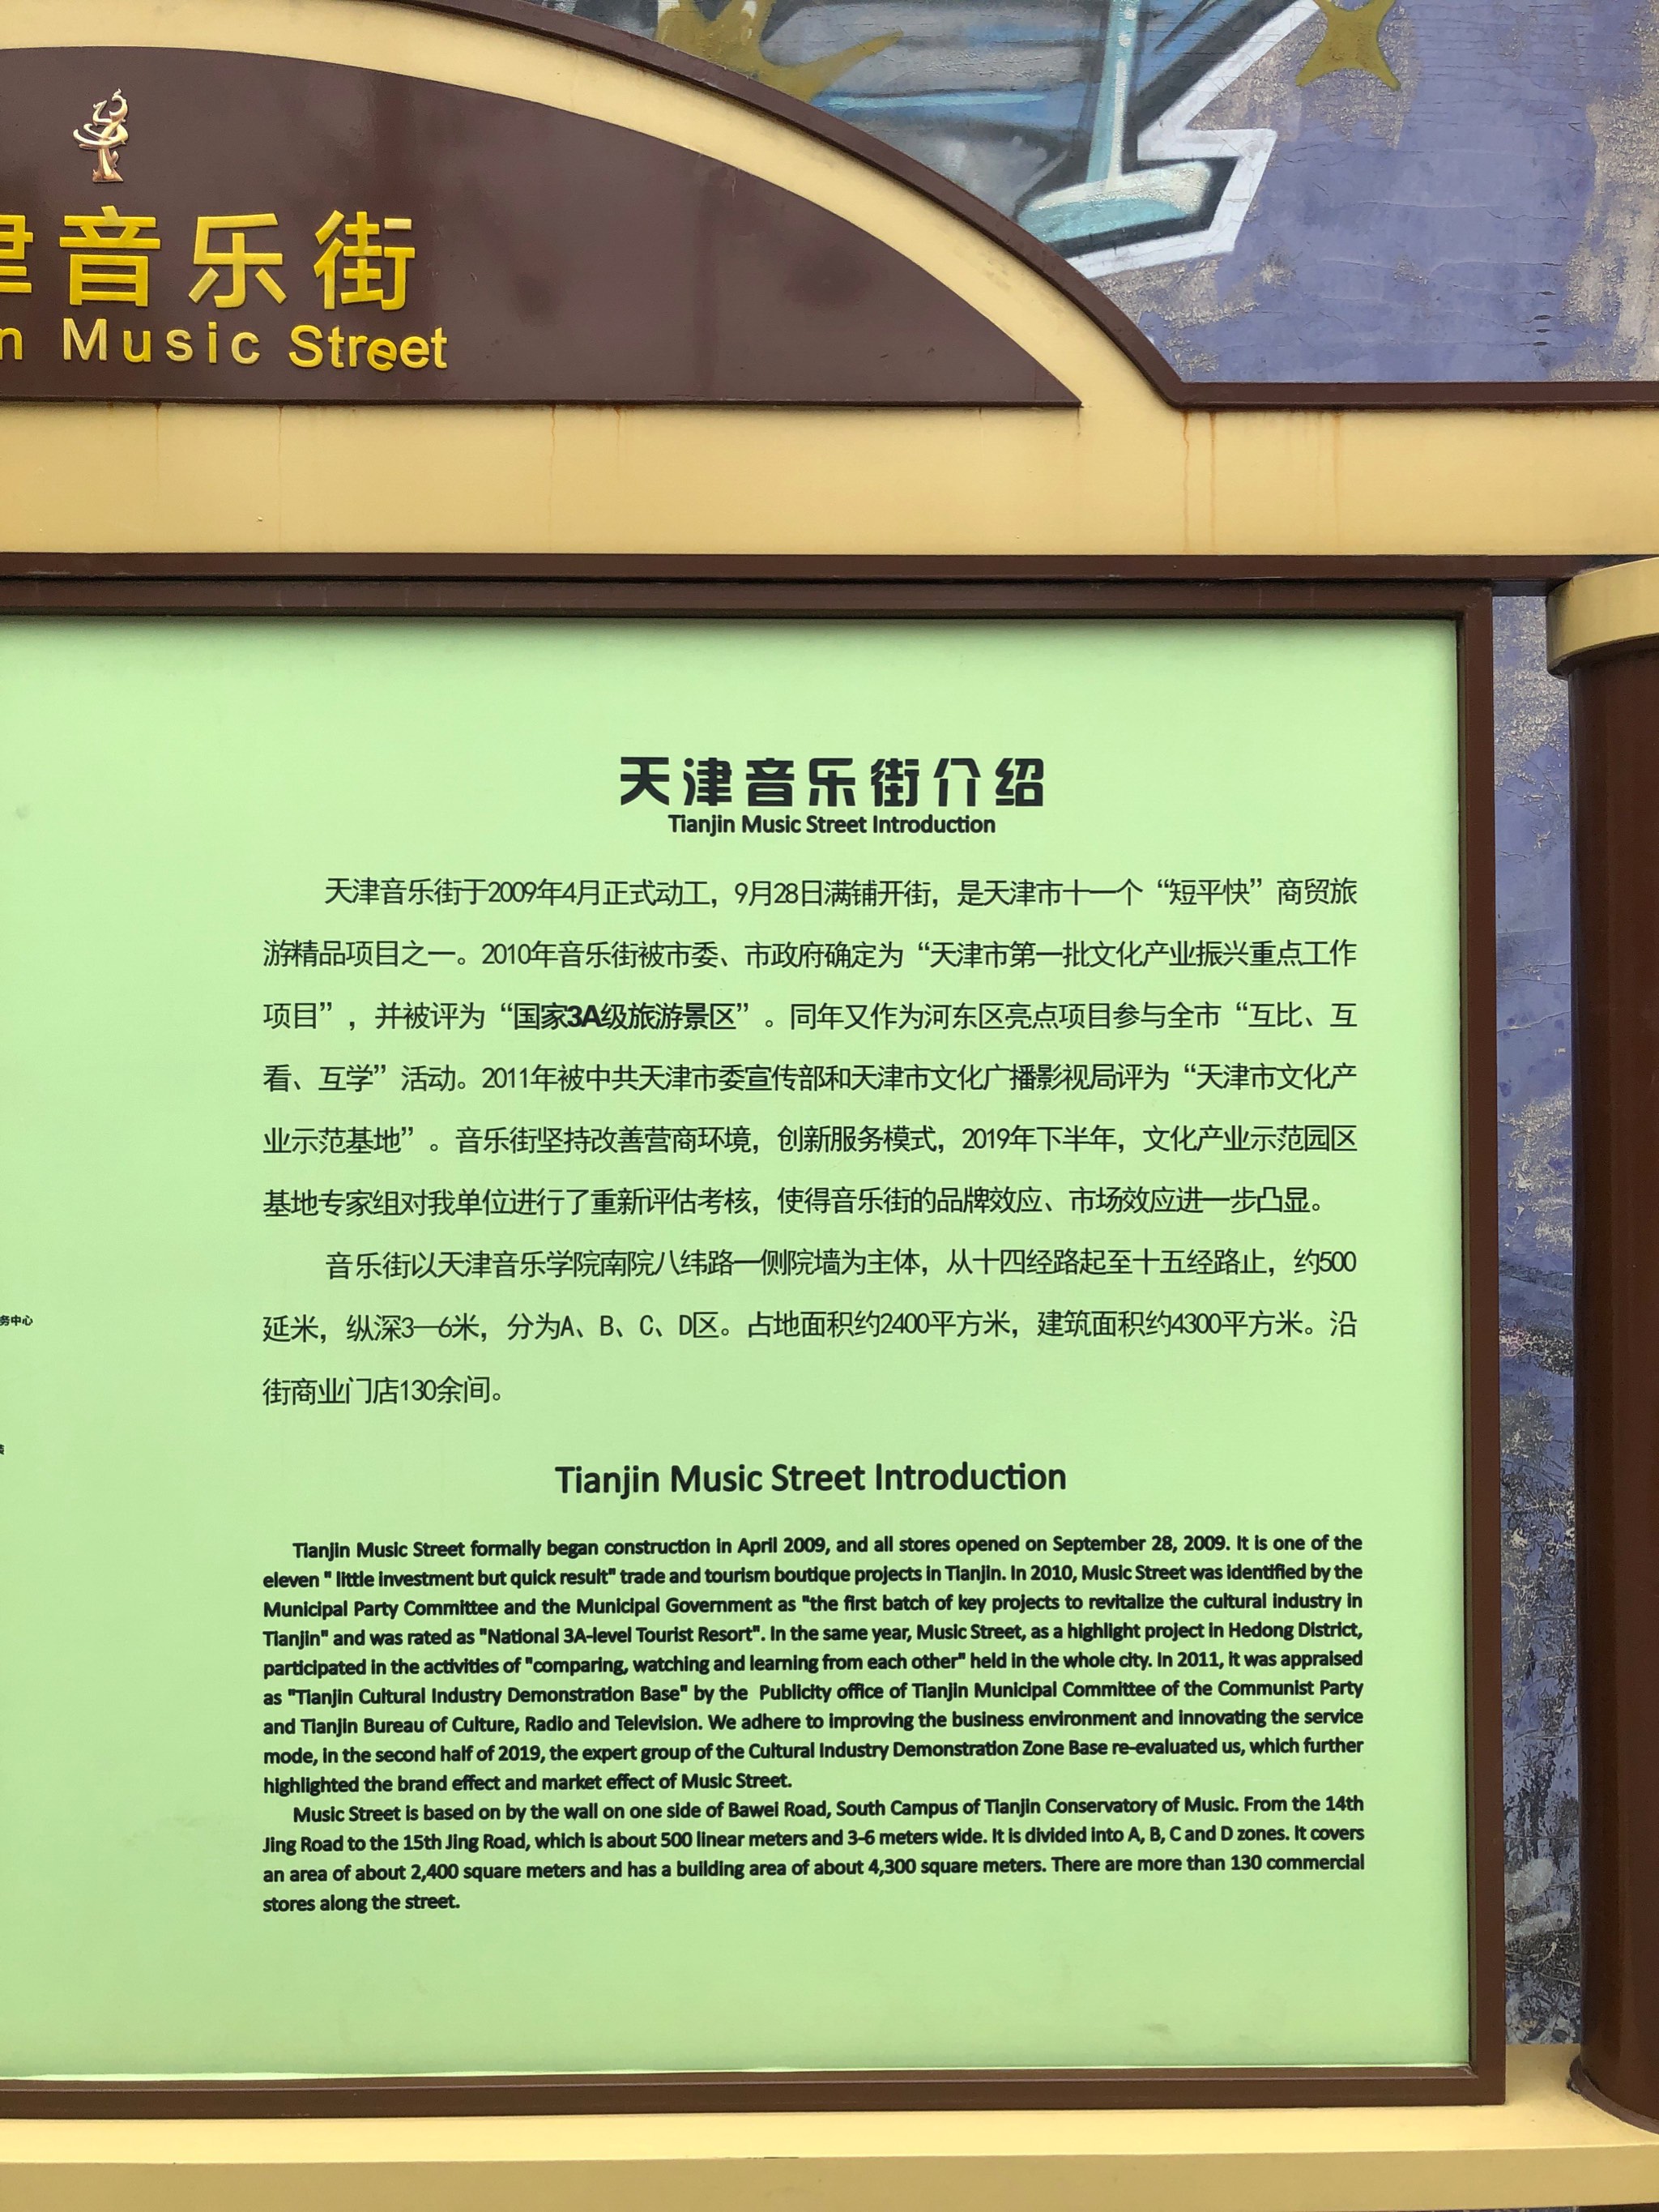 音乐街
n Music Street
天津音乐街介绍
Tianjin Music Street Introduction
天津音乐街于2009年4月正式动工，9月28日满铺开街，是天津市十一个“短平快”商贸旅
游精品项目之一。2010年音乐街被市委、市政府确定为“天津市第一批文化产业振兴重点工作
项目”，并被评为“国家3A级旅游景区”。同年又作为河东区亮点项目参与全市“互比、互
看、互学”活动。2011年被中共天津市委宣传部和天津市文化广播影视局评为“天津市文化产
业示范基地”。音乐街坚持改善营商环境，创新服务模式，2019年下半年，文化产业示范园区
基地专家组对我单位进行了重新评估考核，使得音乐街的品牌效应、市场效应进一步凸显。
音乐街以天津音乐学院南院八纬路一侧院墙为主体，从十四经路起至十五经路止，约500
延米，纵深3—6米，分为A、B、C、D区。占地面积约2400平方米，建筑面积约4300平方米。沿
街商业门店130余间。
务中心
Tianjin Music Street Introduction
Tianjin Music Street formally began construction in April 2009, and all stores opened on September 28, 2009. It is one of the
eleven " little investment but quick result" trade and tourism boutique projects in Tianjin. In 2010, Music Street was identified by the
Municipal Party Committee and the Municipal Government as "the first batch of key projects to revitalize the cultural industry in
Tianjin" and was rated as "National 3A-level Tourist Resort". In the same year, Music Street, as a highlight project in Hedong District,
participated in the activities of "comparing, watching and learning from each other" held in the whole city. In 2011, it was appraised
as "Tianjin Cultural Industry Demonstration Base" by the Publicity office of Tianjin Municipal Committee of the Communist Party
and Tianjin Bureau of Culture, Radio and Television. We adhere to improving the business environment and innovating the service
mode, in the second half of 2019, the expert group of the Cultural Industry Demonstration Zone Base re-evaluated us, which further
highlighted the brand effect and market effect of Music Street.
Music Street is based on by the wall on one side of Bawei Road, South Campus of Tianjin Conservatory of Music. From the 14th
Jing Road to the 15th Jing Road, which is about 500 linear meters and 3-6 meters wide. It is divided into A, B, C and D zones. It covers
an area of about 2,400 square meters and has a building area of about 4,300 square meters. There are more than 130 commercial
stores along the street.